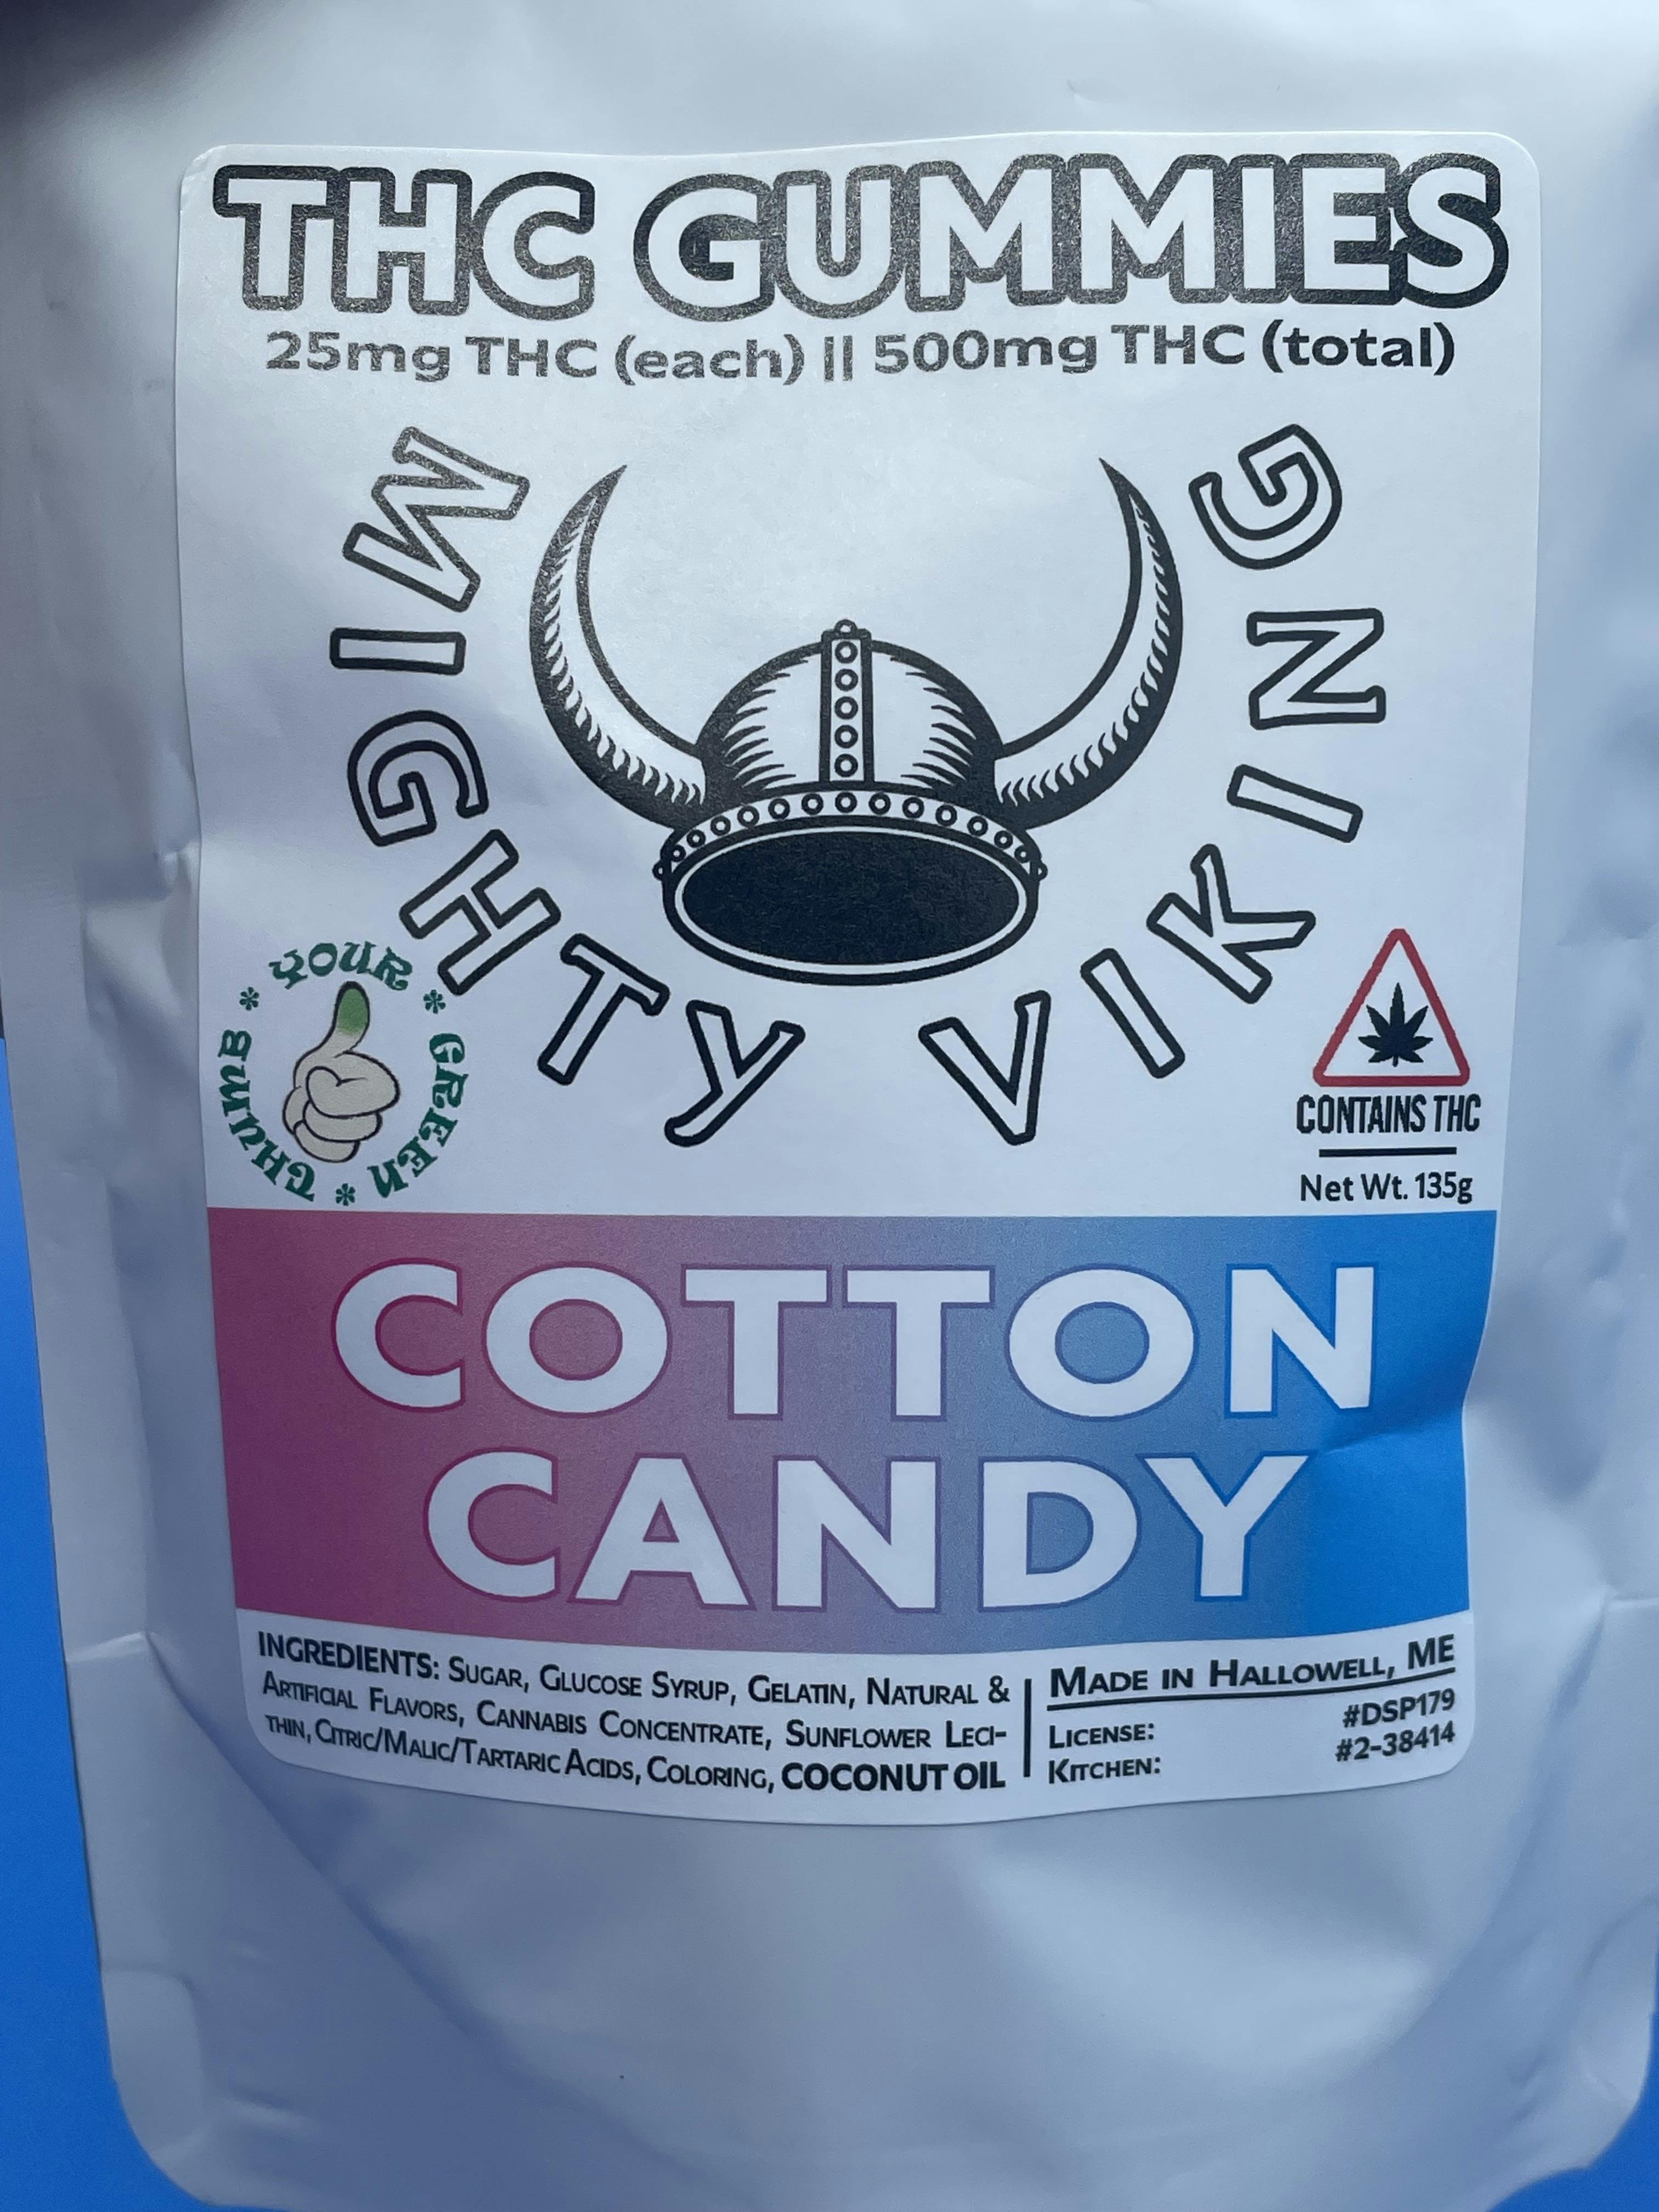 THC GUMMIES
25mg THC (each) || 500mg THC (total)
MIGHTY VIKING
YOUR * GREEN * THUMB *
CONTAINS THC
Net Wt. 135g
COTTON
CANDY
INGREDIENTS: SUGAR, GLUCOSE SYRUP, GELATIN, NATURAL &
ARTIFICIAL FLAVORS, CANNABIS CONCENTRATE, SUNFLOWER LECI-
THIN, CITRIC/MALIC/TARTARIC ACIDS, COLORING, COCONUT OIL
MADE IN HALLOWELL, ME
LICENSE: #DSP179
KITCHEN: #2-38414